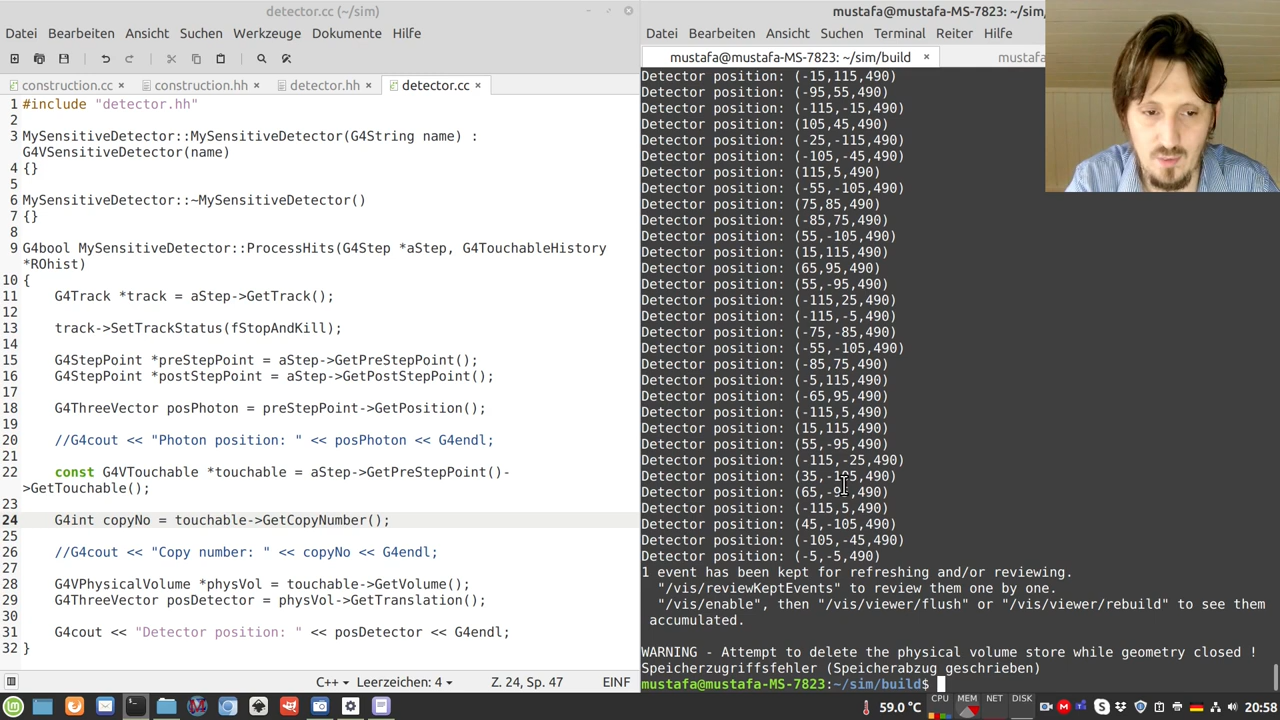 detector.cc (~/sim)
Datei Bearbeiten Ansicht Suchen Werkzeuge Dokumente Hilfe
construction.cc × construction.hh × detector.hh × detector.cc ×
1 #include "detector.hh"
2
3 MySensitiveDetector::MySensitiveDetector(G4String name) :
G4VSensitiveDetector(name)
4 {}
5
6 MySensitiveDetector::~MySensitiveDetector()
7 {}
8
9 G4bool MySensitiveDetector::ProcessHits(G4Step *aStep, G4TouchableHistory
*ROhist)
10 {
11 G4Track *track = aStep->GetTrack();
12
13 track->SetTrackStatus(fStopAndKill);
14
15 G4StepPoint *preStepPoint = aStep->GetPreStepPoint();
16 G4StepPoint *postStepPoint = aStep->GetPostStepPoint();
17
18 G4ThreeVector posPhoton = preStepPoint->GetPosition();
19
20 //G4cout << "Photon position: " << posPhoton << G4endl;
21
22 const G4VTouchable *touchable = aStep->GetPreStepPoint()-
>GetTouchable();
23
24 G4int copyNo = touchable->GetCopyNumber();
25
26 //G4cout << "Copy number: " << copyNo << G4endl;
27
28 G4VPhysicalVolume *physVol = touchable->GetVolume();
29 G4ThreeVector posDetector = physVol->GetTranslation();
30
31 G4cout << "Detector position: " << posDetector << G4endl;
32 }
C++ Leerzeichen: 4 Z. 24, Sp. 47 EINF
mustafa@mustafa-MS-7823: ~/sim/
Datei Bearbeiten Ansicht Suchen Terminal Reiter Hilfe
mustafa@mustafa-MS-7823: ~/sim/build × mustafa
Detector position: (-15,115,490)
Detector position: (-95,55,490)
Detector position: (-115,-15,490)
Detector position: (105,45,490)
Detector position: (-25,-115,490)
Detector position: (-105,-45,490)
Detector position: (115,5,490)
Detector position: (-55,-105,490)
Detector position: (75,85,490)
Detector position: (-85,75,490)
Detector position: (55,-105,490)
Detector position: (15,115,490)
Detector position: (65,95,490)
Detector position: (55,-95,490)
Detector position: (-115,25,490)
Detector position: (-115,-5,490)
Detector position: (-75,-85,490)
Detector position: (-55,-105,490)
Detector position: (-85,75,490)
Detector position: (-5,115,490)
Detector position: (-65,95,490)
Detector position: (-115,5,490)
Detector position: (15,115,490)
Detector position: (55,-95,490)
Detector position: (-115,-25,490)
Detector position: (35,-105,490)
Detector position: (65,-95,490)
Detector position: (-115,5,490)
Detector position: (45,-105,490)
Detector position: (-105,-45,490)
Detector position: (-5,-5,490)
1 event has been kept for refreshing and/or reviewing.
"/vis/reviewKeptEvents" to review them one by one.
"/vis/enable", then "/vis/viewer/flush" or "/vis/viewer/rebuild" to see them
accumulated.
WARNING - Attempt to delete the physical volume store while geometry closed !
Speicherzugriffsfehler (Speicherabzug geschrieben)
mustafa@mustafa-MS-7823:~/sim/build$
59.0 °C CPU MEM NET DISK 20:58